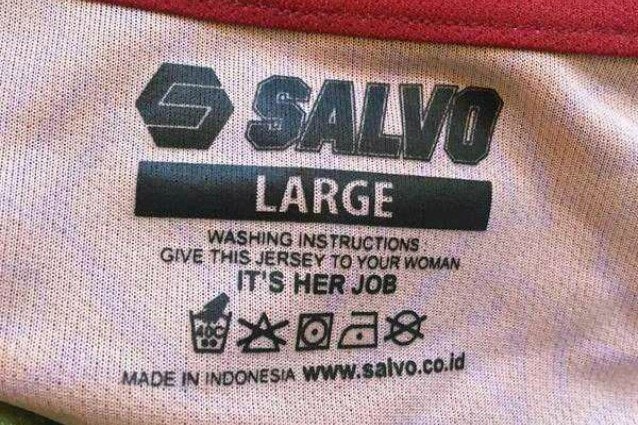 SALVO
LARGE
WASHING INSTRUCTIONS :
GIVE THIS JERSEY TO YOUR WOMAN
IT'S HER JOB
40C
MADE IN INDONESIA www.salvo.co.id